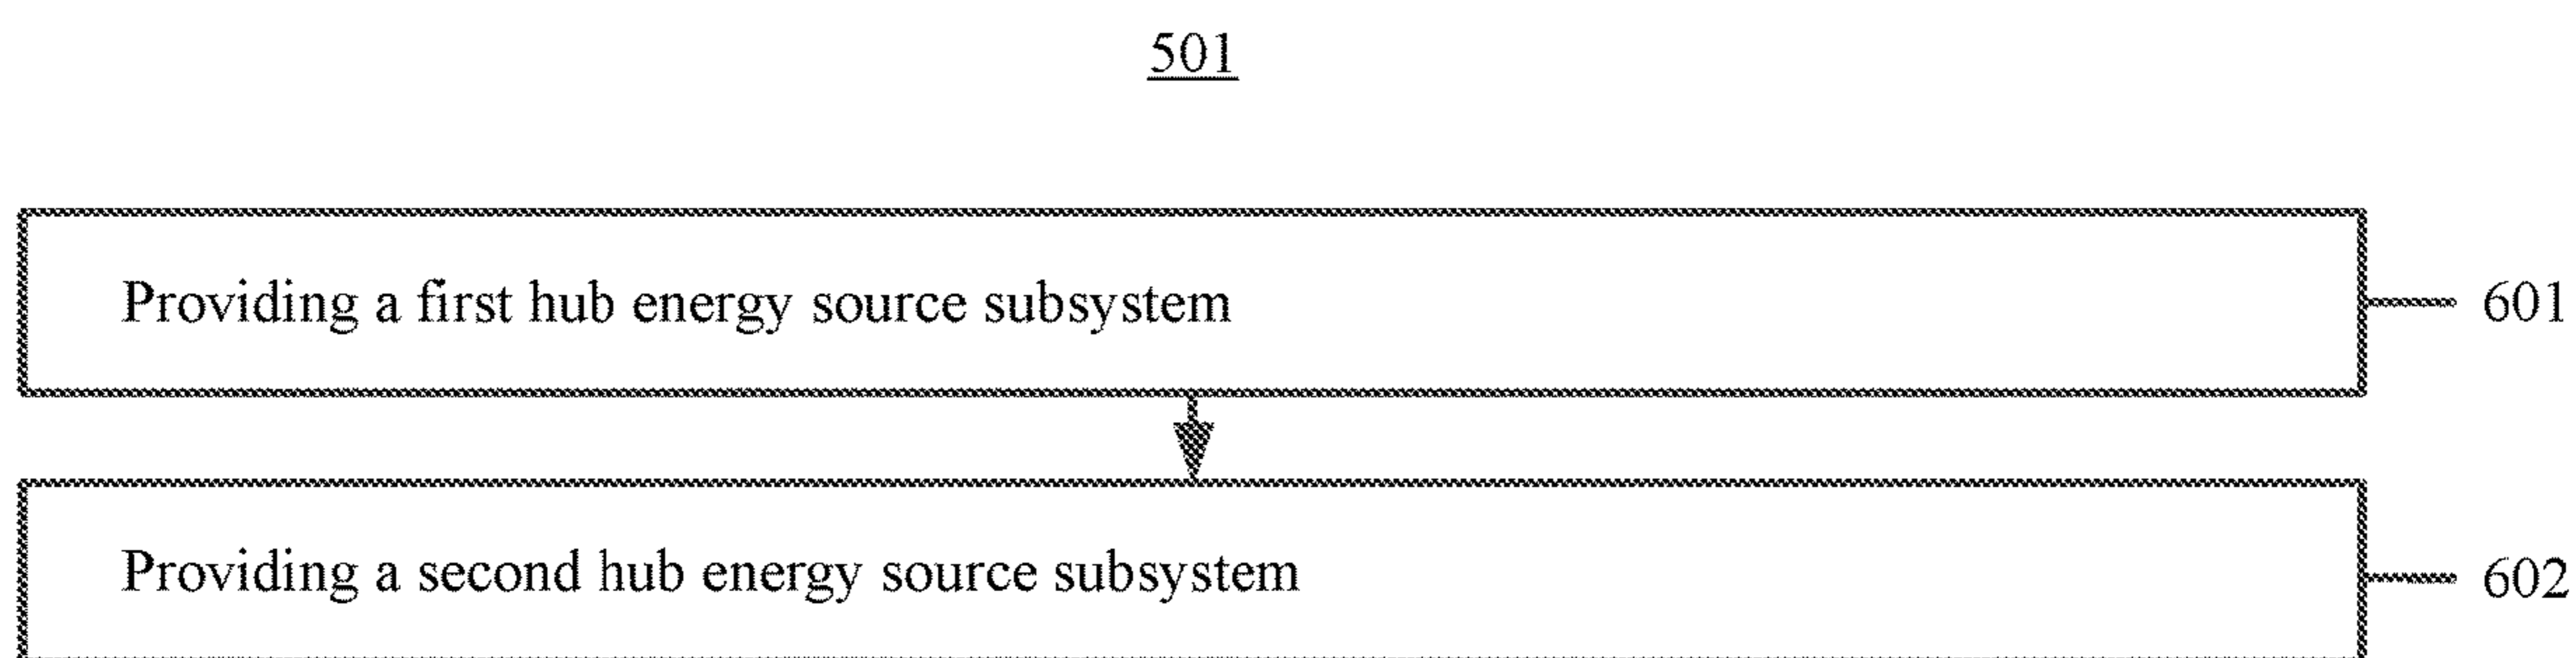 501
Providing a first hub energy source subsystem
601
Providing a second hub energy source subsystem
602